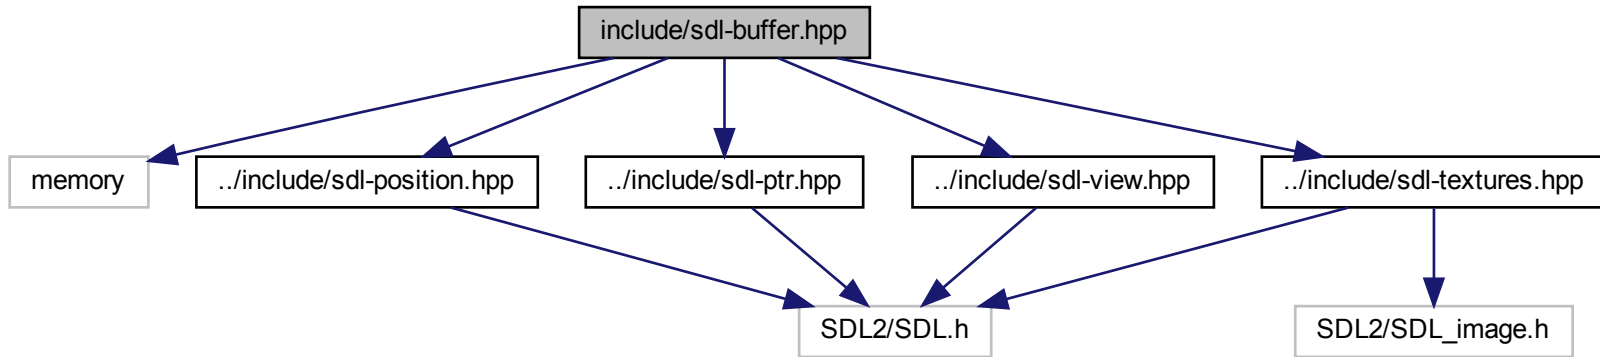 include/sdl-buffer.hpp
memory
../include/sdl-position.hpp
../include/sdl-ptr.hpp
../include/sdl-view.hpp
../include/sdl-textures.hpp
SDL2/SDL.h
SDL2/SDL_image.h